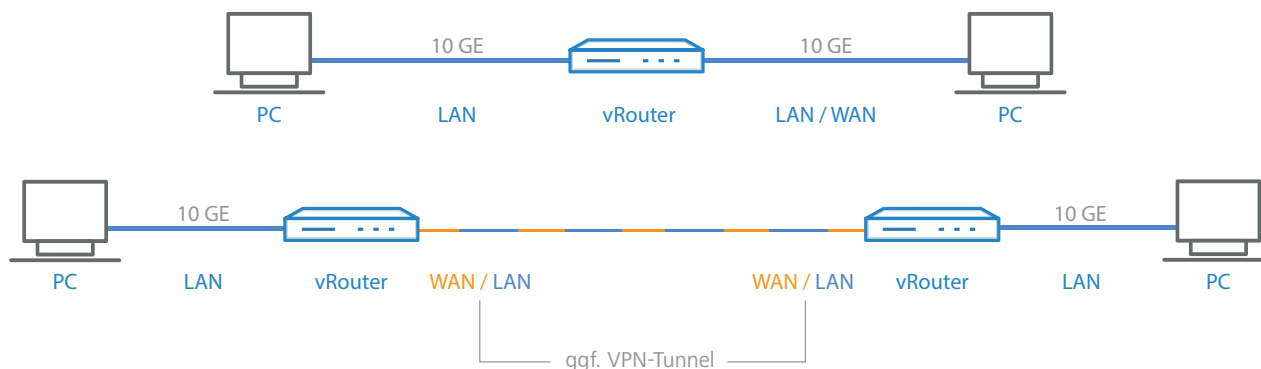 10 GE 10 GE
PC LAN vRouter LAN / WAN PC
10 GE 10 GE
PC LAN vRouter WAN / LAN WAN / LAN vRouter LAN PC
ggf. VPN-Tunnel